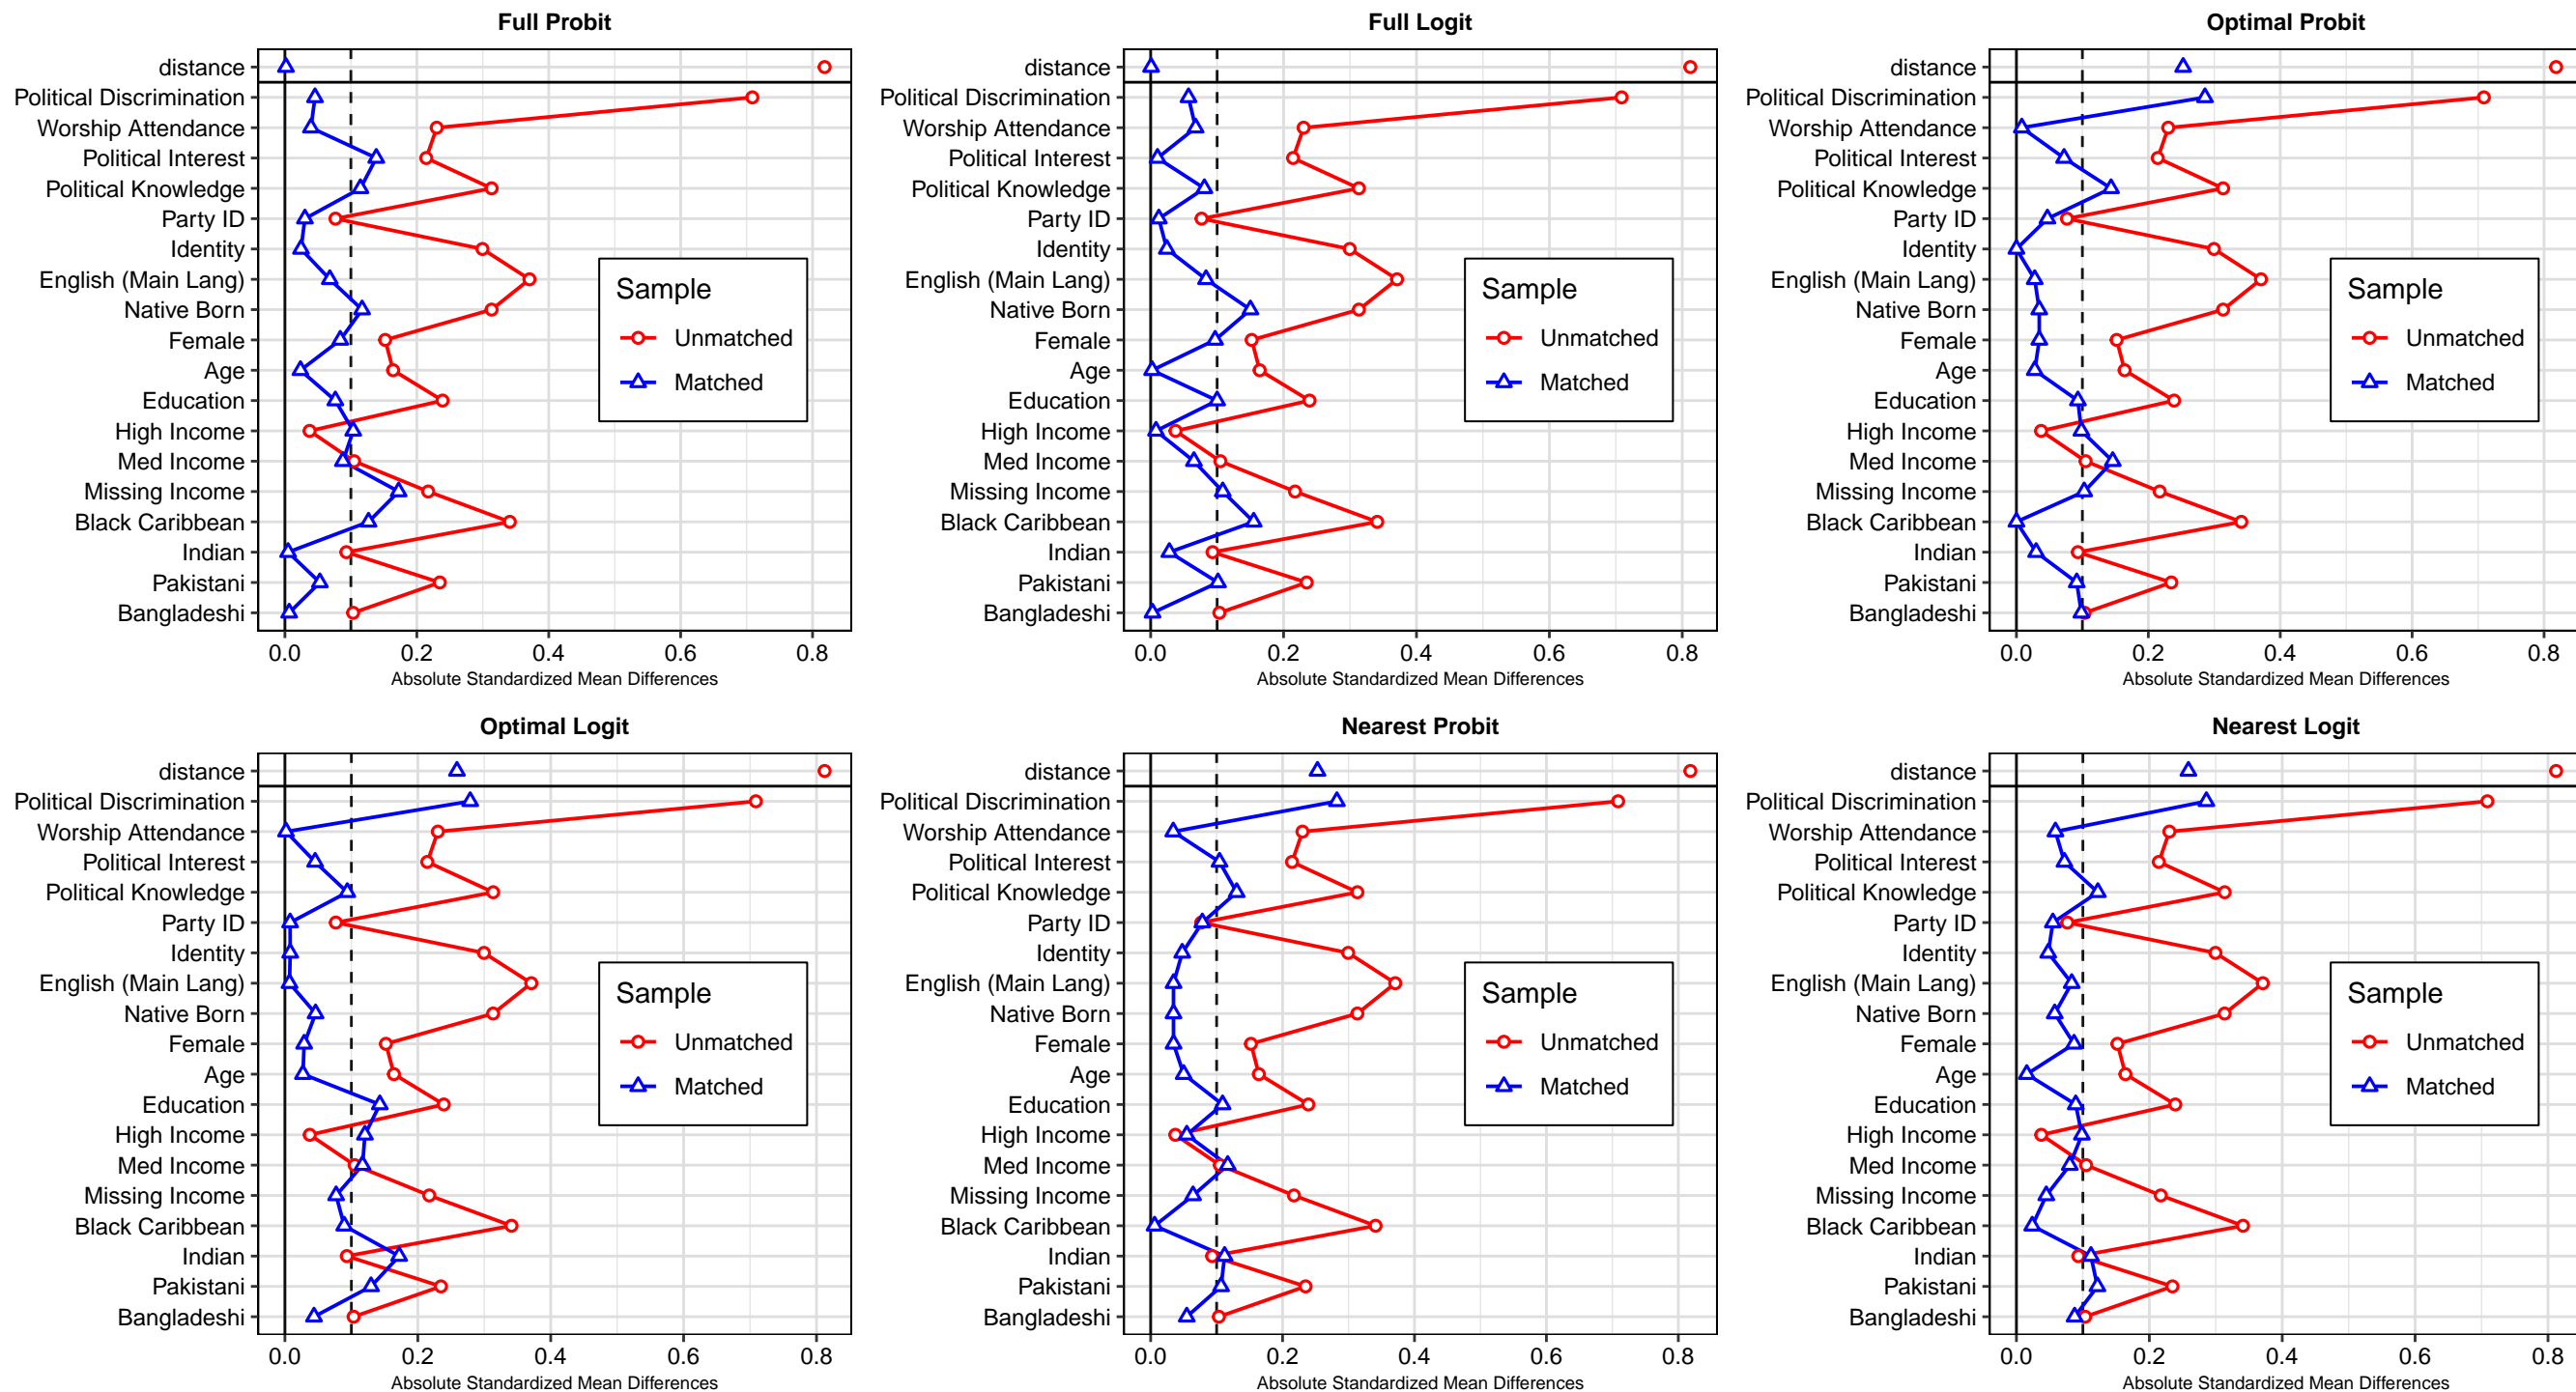 Full Probit
distance
Political Discrimination
Worship Attendance
Political Interest
Political Knowledge
Party ID
Identity
English (Main Lang)
Native Born
Female
Age
Education
High Income
Med Income
Missing Income
Black Caribbean
Indian
Pakistani
Bangladeshi
Sample
Unmatched
Matched
0.0 0.2 0.4 0.6 0.8
Absolute Standardized Mean Differences
Full Logit
distance
Political Discrimination
Worship Attendance
Political Interest
Political Knowledge
Party ID
Identity
English (Main Lang)
Native Born
Female
Age
Education
High Income
Med Income
Missing Income
Black Caribbean
Indian
Pakistani
Bangladeshi
Sample
Unmatched
Matched
0.0 0.2 0.4 0.6 0.8
Absolute Standardized Mean Differences
Optimal Probit
distance
Political Discrimination
Worship Attendance
Political Interest
Political Knowledge
Party ID
Identity
English (Main Lang)
Native Born
Female
Age
Education
High Income
Med Income
Missing Income
Black Caribbean
Indian
Pakistani
Bangladeshi
Sample
Unmatched
Matched
0.0 0.2 0.4 0.6 0.8
Absolute Standardized Mean Differences
Optimal Logit
distance
Political Discrimination
Worship Attendance
Political Interest
Political Knowledge
Party ID
Identity
English (Main Lang)
Native Born
Female
Age
Education
High Income
Med Income
Missing Income
Black Caribbean
Indian
Pakistani
Bangladeshi
Sample
Unmatched
Matched
0.0 0.2 0.4 0.6 0.8
Absolute Standardized Mean Differences
Nearest Probit
distance
Political Discrimination
Worship Attendance
Political Interest
Political Knowledge
Party ID
Identity
English (Main Lang)
Native Born
Female
Age
Education
High Income
Med Income
Missing Income
Black Caribbean
Indian
Pakistani
Bangladeshi
Sample
Unmatched
Matched
0.0 0.2 0.4 0.6 0.8
Absolute Standardized Mean Differences
Nearest Logit
distance
Political Discrimination
Worship Attendance
Political Interest
Political Knowledge
Party ID
Identity
English (Main Lang)
Native Born
Female
Age
Education
High Income
Med Income
Missing Income
Black Caribbean
Indian
Pakistani
Bangladeshi
Sample
Unmatched
Matched
0.0 0.2 0.4 0.6 0.8
Absolute Standardized Mean Differences